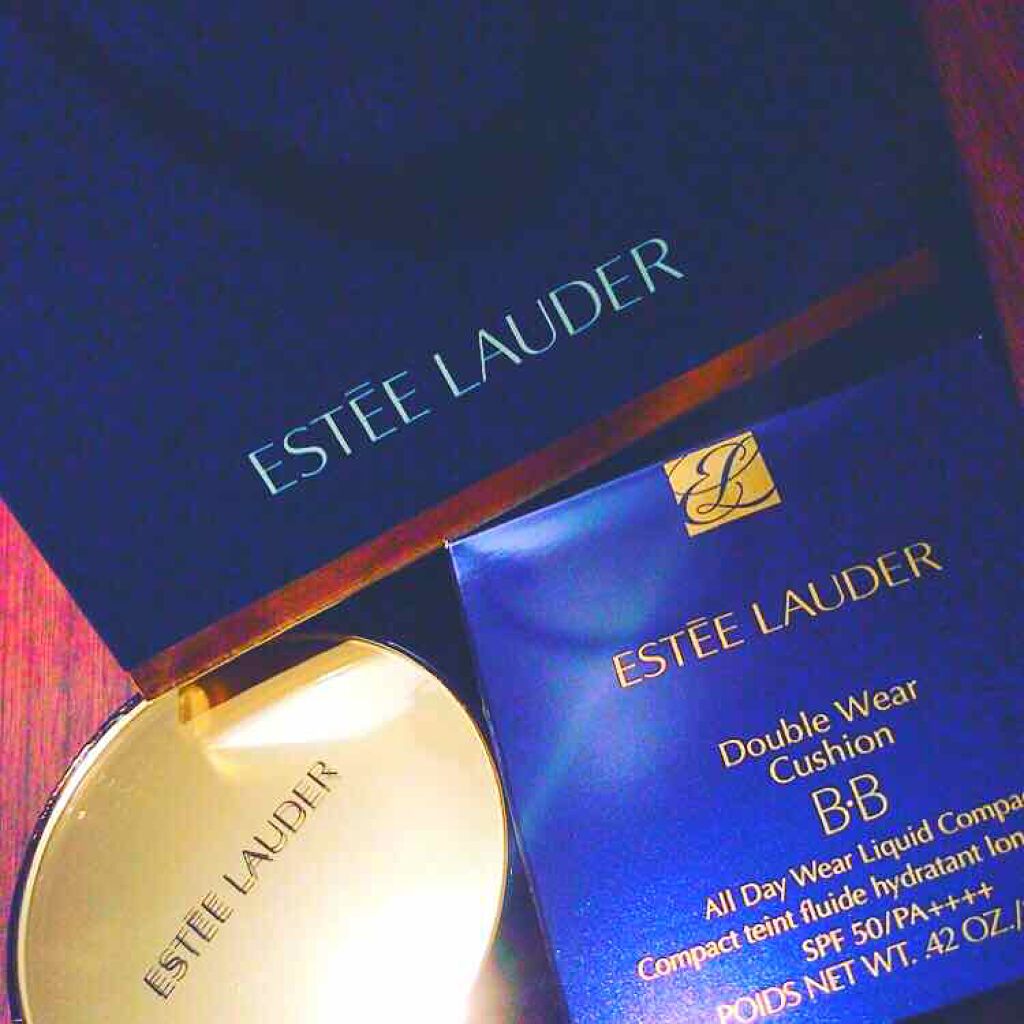 ESTĒE LAUDER
EL
ESTĒE LAUDER
Double Wear
Cushion
B·B
All Day Wear Liquid Compac
Compact teint fluide hydratant lon
SPF 50/PA++++
POIDS NET WT. .42 OZ./
ESTĒE LAUDER